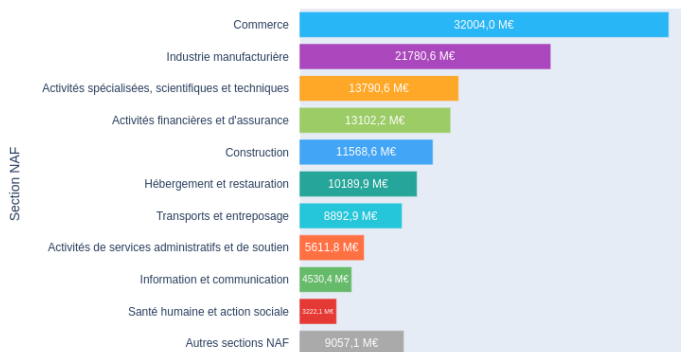 Section NAF
Commerce 32004,0 M€
Industrie manufacturière 21780,6 M€
Activités spécialisées, scientifiques et techniques 13790,6 M€
Activités financières et d'assurance 13102,2 M€
Construction 11568,6 M€
Hébergement et restauration 10189,9 M€
Transports et entreposage 8892,9 M€
Activités de services administratifs et de soutien 5611,8 M€
Information et communication 4530,4 M€
Santé humaine et action sociale 3222,1 M€
Autres sections NAF 9057,1 M€